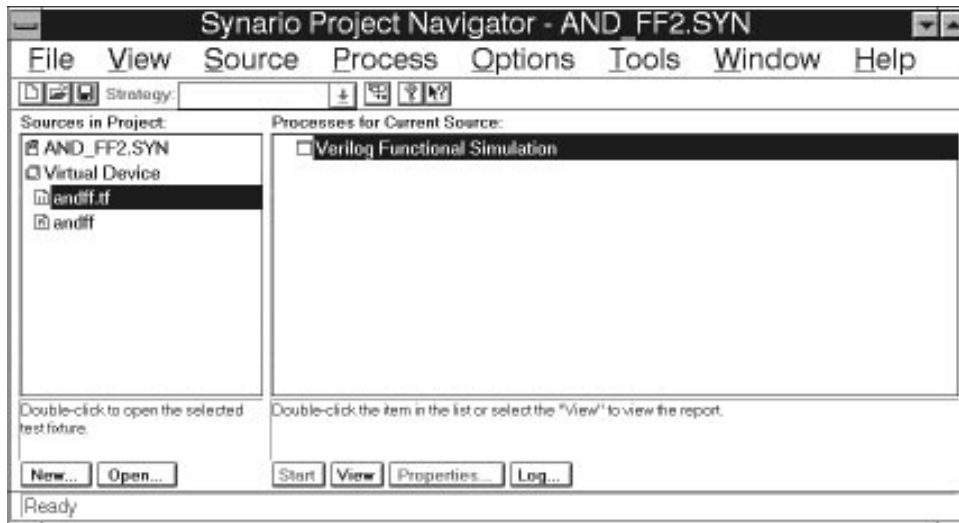 Synario Project Navigator - AND_FF2.SYN
File View Source Process Options Tools Window Help
Strategy:
Sources in Project: Processes for Current Source:
AND_FF2.SYN Verilog Functional Simulation
Virtual Device
andff.tf
andff
Double-click to open the selected
test fixture.
Double-click the item in the list or select the "View" to view the report.
New... Open... Start View Properties... Log...
Ready